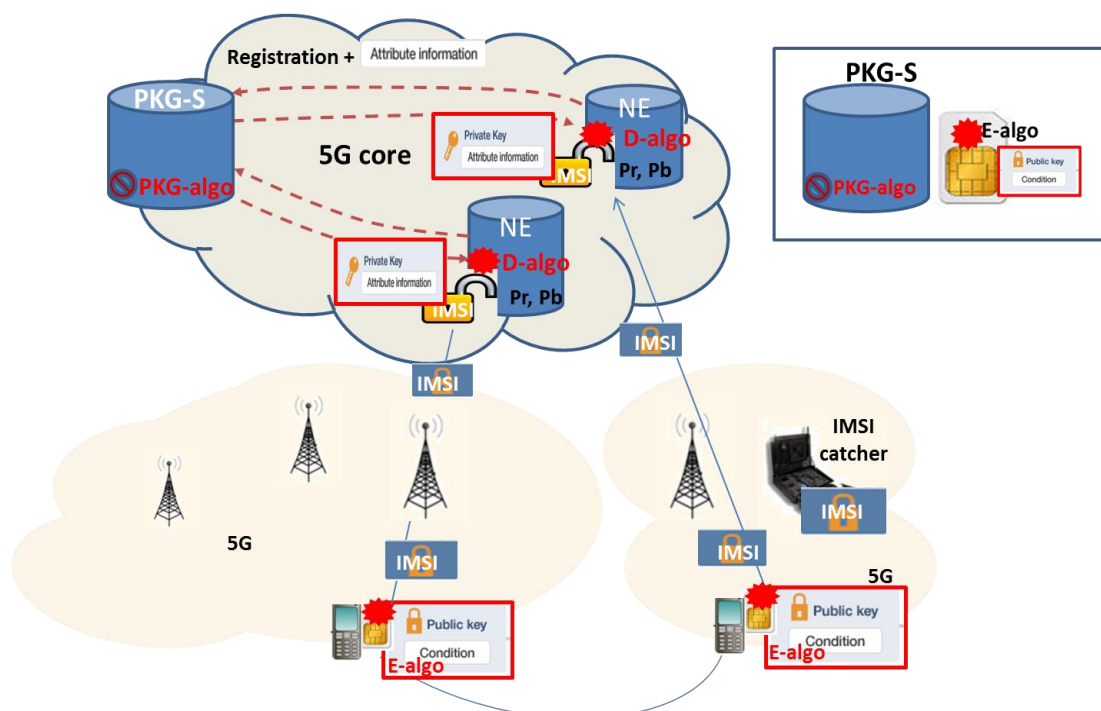 Registration +
Attribute information
PKG-S
PKG-algo
5G core
Private Key
Attribute information
IMSI
NE
D-algo
Pr, Pb
Private Key
Attribute information
IMSI
NE
D-algo
Pr, Pb
PKG-S
PKG-algo
E-algo
Public key
Condition
IMSI
IMSI
5G
IMSI
Public key
Condition
E-algo
IMSI
catcher
IMSI
IMSI
5G
Public key
Condition
E-algo